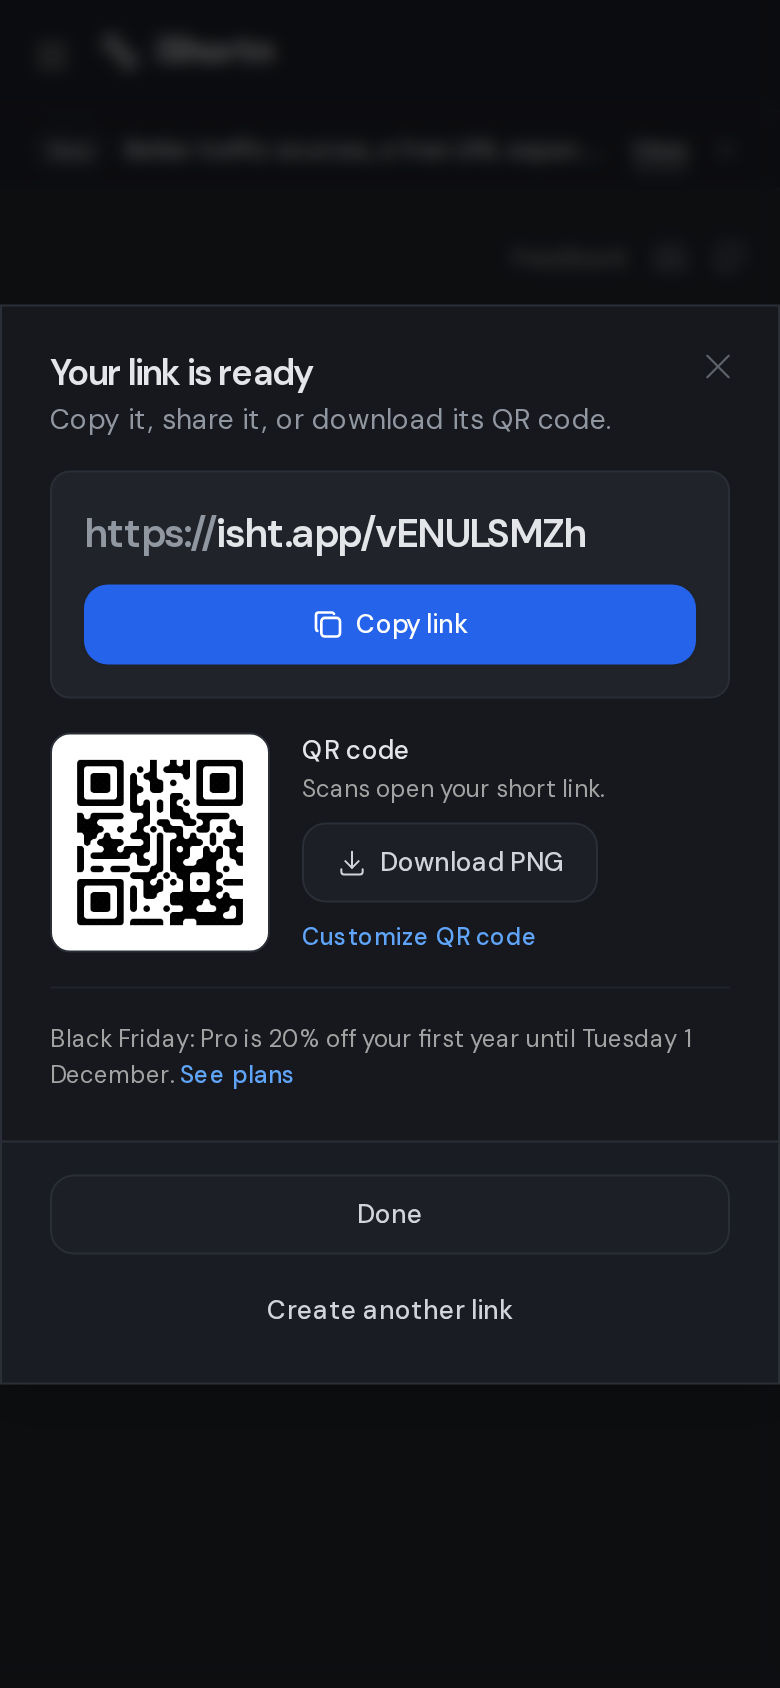 Your link is ready
Copy it, share it, or download its QR code.
https://isht.app/vENULSMZh
Copy link
QR code
Scans open your short link.
Download PNG
Customize QR code
Black Friday: Pro is 20% off your first year until Tuesday 1
December. See plans
Done
Create another link